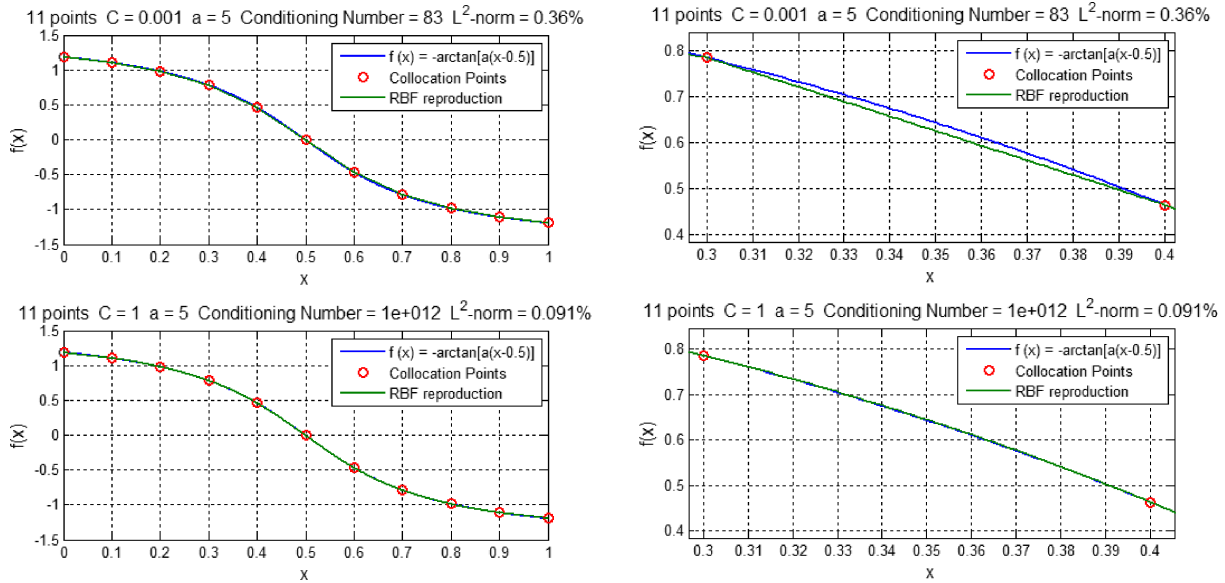 11 points C = 0.001 a = 5 Conditioning Number = 83 L²-norm = 0.36%
1.5
1
0.5
0
-0.5
-1
-1.5
f(x)
f (x) = -arctan[a(x-0.5)]
Collocation Points
RBF reproduction
0 0.1 0.2 0.3 0.4 0.5 0.6 0.7 0.8 0.9 1
x
11 points C = 0.001 a = 5 Conditioning Number = 83 L²-norm = 0.36%
0.8
0.7
0.6
0.5
0.4
f(x)
f (x) = -arctan[a(x-0.5)]
Collocation Points
RBF reproduction
0.3 0.31 0.32 0.33 0.34 0.35 0.36 0.37 0.38 0.39 0.4
x
11 points C = 1 a = 5 Conditioning Number = 1e+012 L²-norm = 0.091%
1.5
1
0.5
0
-0.5
-1
-1.5
f(x)
f (x) = -arctan[a(x-0.5)]
Collocation Points
RBF reproduction
0 0.1 0.2 0.3 0.4 0.5 0.6 0.7 0.8 0.9 1
x
11 points C = 1 a = 5 Conditioning Number = 1e+012 L²-norm = 0.091%
0.8
0.7
0.6
0.5
0.4
f(x)
f (x) = -arctan[a(x-0.5)]
Collocation Points
RBF reproduction
0.3 0.31 0.32 0.33 0.34 0.35 0.36 0.37 0.38 0.39 0.4
x